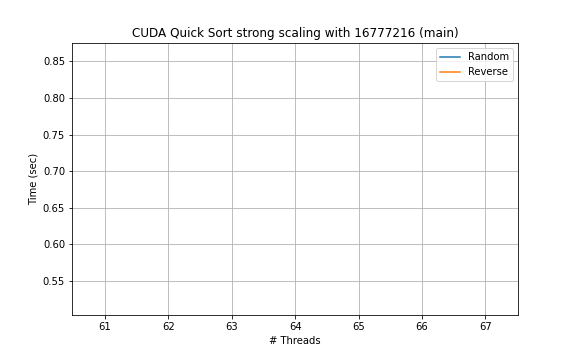 CUDA Quick Sort strong scaling with 16777216 (main)
Random
Reverse
0.85
0.80
0.75
0.70
0.65
0.60
0.55
Time (sec)
61 62 63 64 65 66 67
# Threads